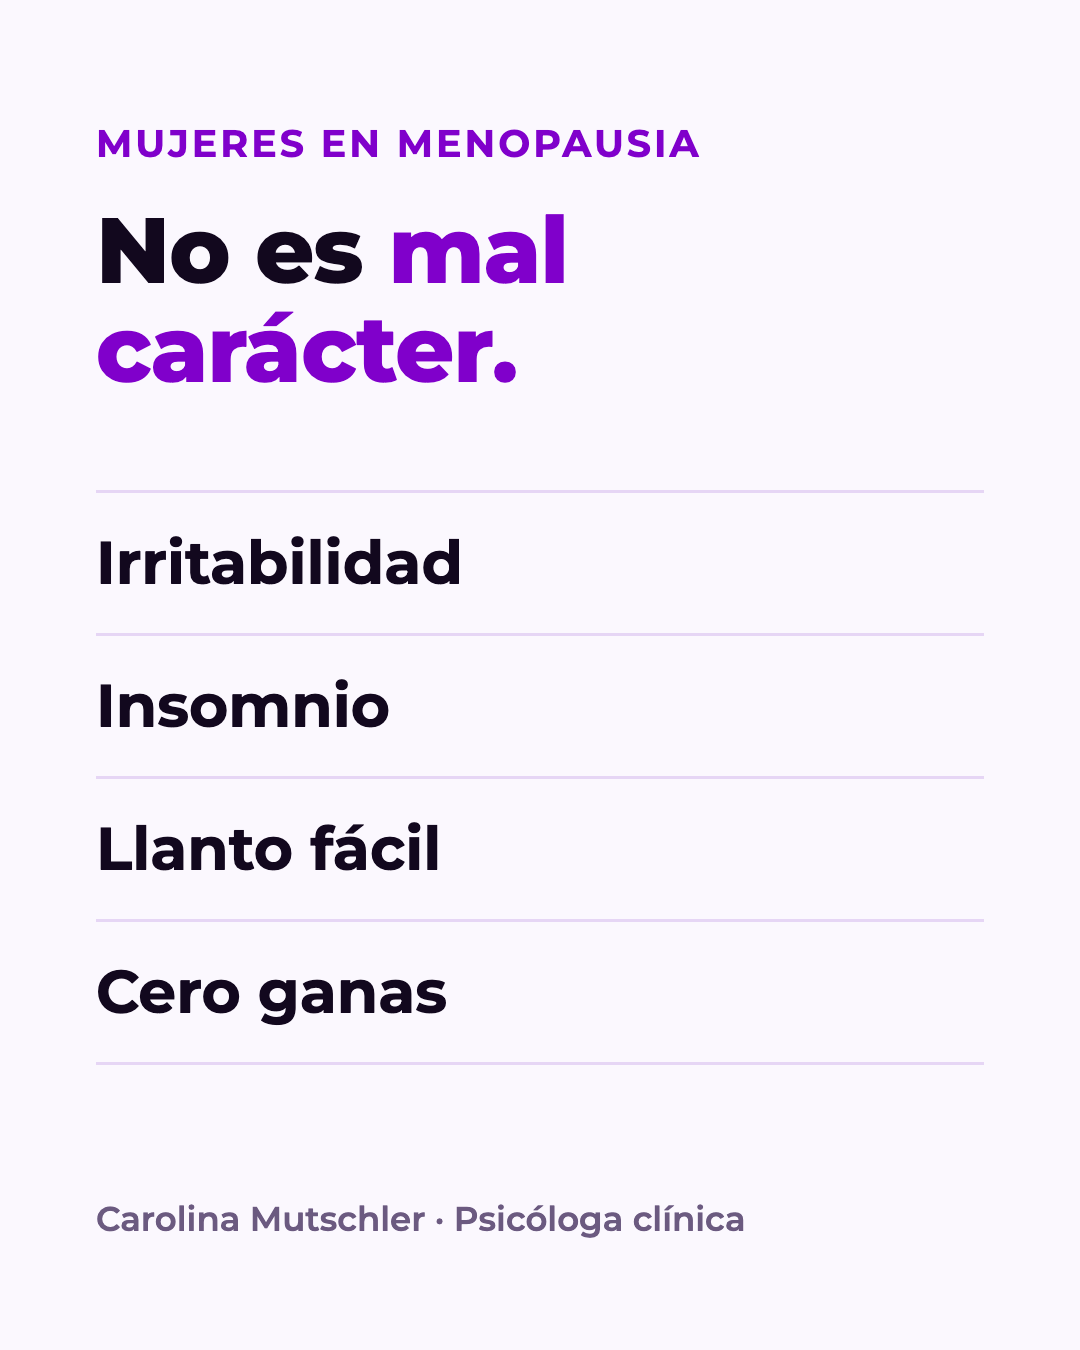 MUJERES EN MENOPAUSIA
No es mal
carácter.
Irritabilidad
Insomnio
Llanto fácil
Cero ganas
Carolina Mutschler · Psicóloga clínica